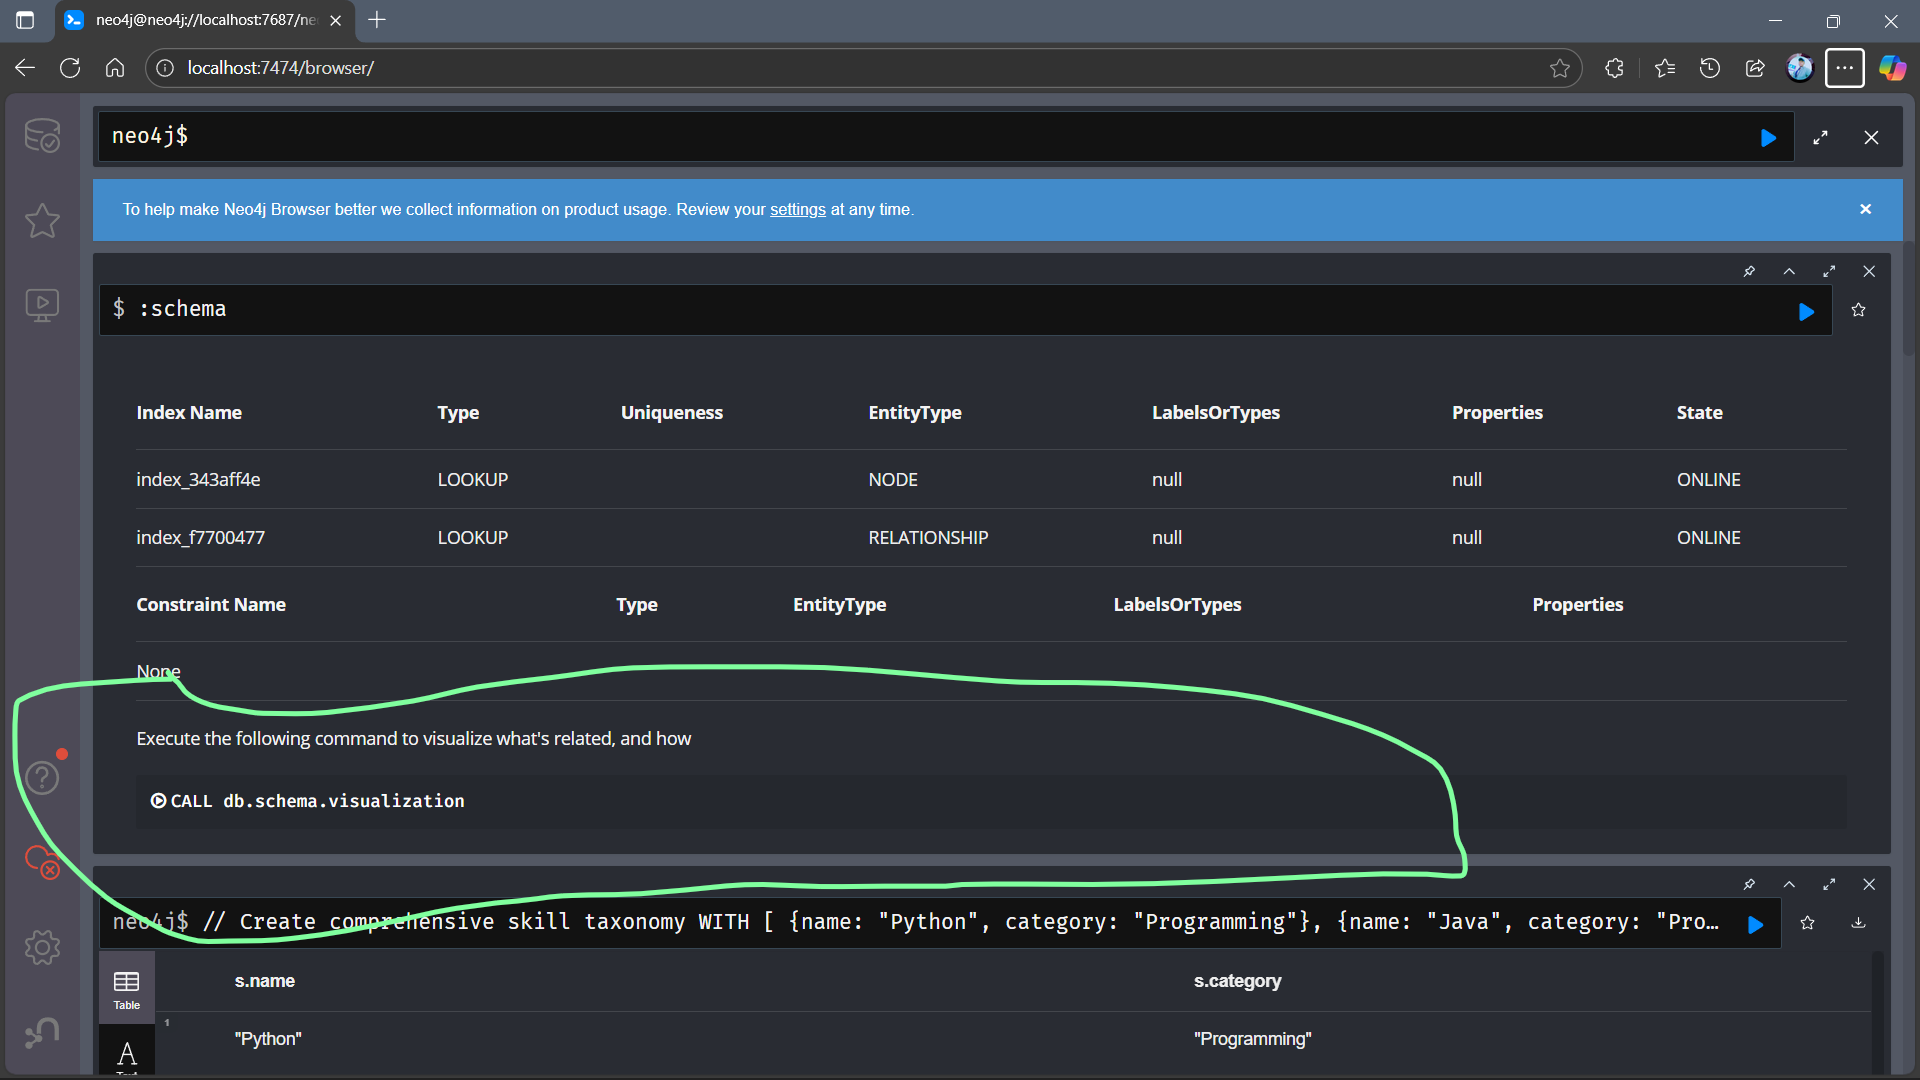 neo4j@neo4j://localhost:7687/ne
localhost:7474/browser/
neo4j$
To help make Neo4j Browser better we collect information on product usage. Review your settings at any time.
$ :schema
Index Name Type Uniqueness EntityType LabelsOrTypes Properties State
index_343aff4e LOOKUP NODE null null ONLINE
index_f7700477 LOOKUP RELATIONSHIP null null ONLINE
Constraint Name Type EntityType LabelsOrTypes Properties
None
Execute the following command to visualize what's related, and how
CALL db.schema.visualization
neo4j$ // Create comprehensive skill taxonomy WITH [ {name: "Python", category: "Programming"}, {name: "Java", category: "Pro…
Table
s.name s.category
1
"Python" "Programming"
A